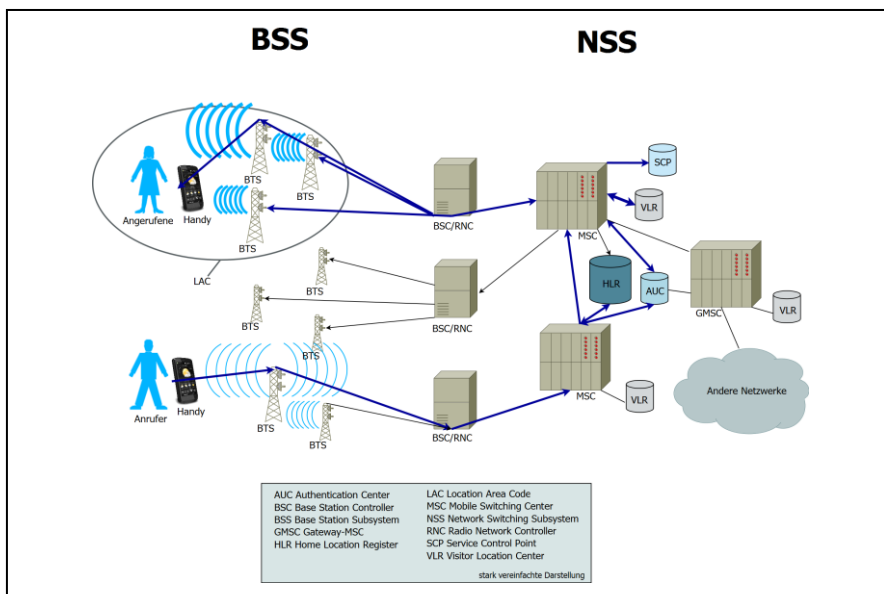 BSS
NSS
BTS
BTS
BTS
Angerufene
Handy
LAC
BSC/RNC
MSC
SCP
VLR
BTS
BTS
BTS
BSC/RNC
HLR
AUC
GMSC
VLR
Anrufer
Handy
BTS
BTS
BSC/RNC
MSC
VLR
Andere Netzwerke
AUC Authentication Center
BSC Base Station Controller
BSS Base Station Subsystem
GMSC Gateway-MSC
HLR Home Location Register
LAC Location Area Code
MSC Mobile Switching Center
NSS Network Switching Subsystem
RNC Radio Network Controller
SCP Service Control Point
VLR Visitor Location Center
stark vereinfachte Darstellung